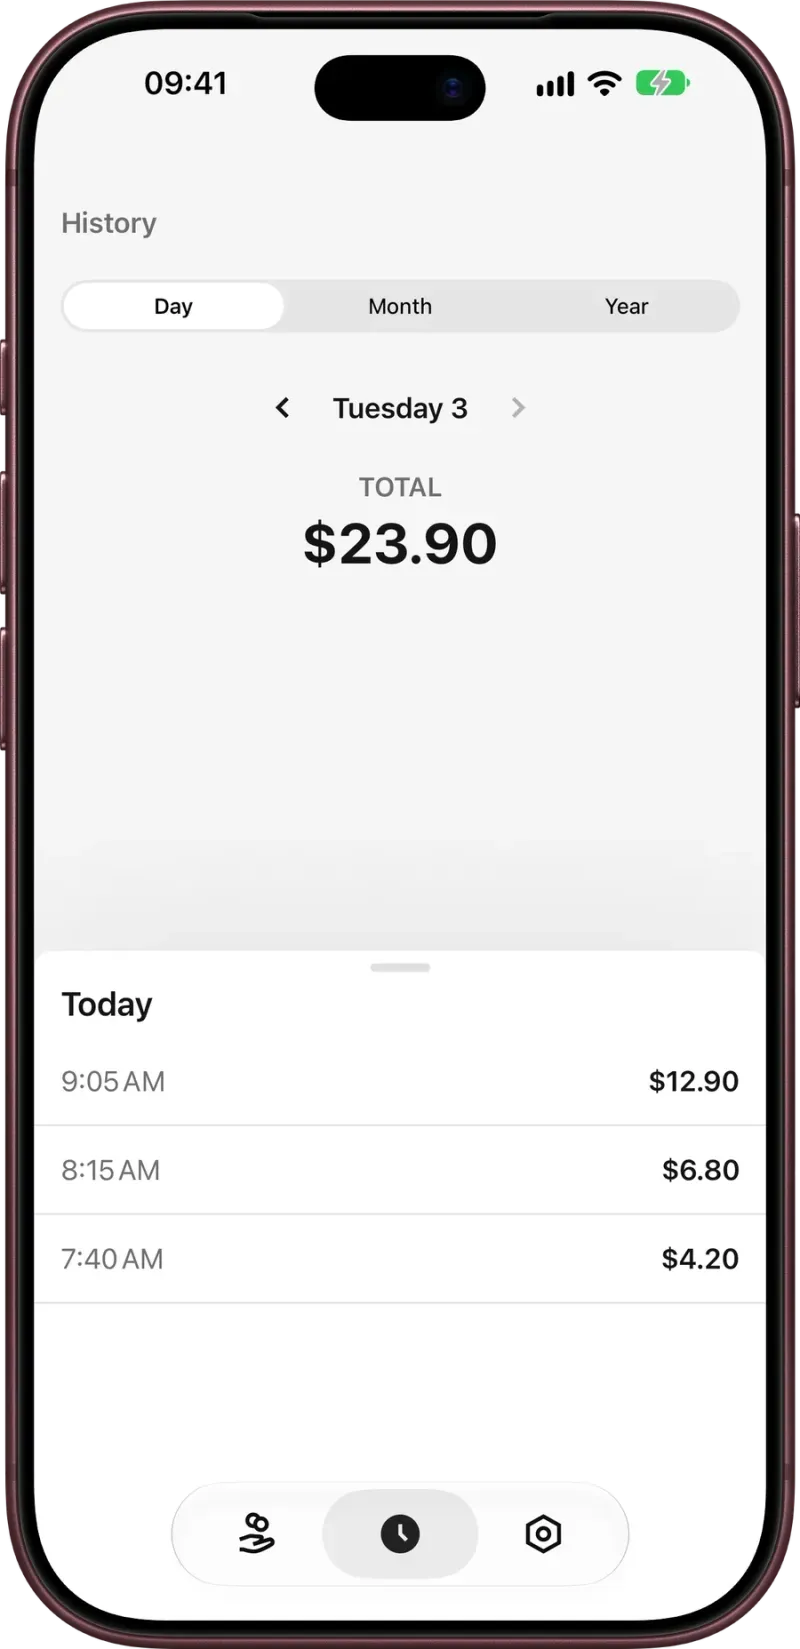 09:41
History
Day Month Year
Tuesday 3
TOTAL
$23.90
Today
9:05 AM $12.90
8:15 AM $6.80
7:40 AM $4.20